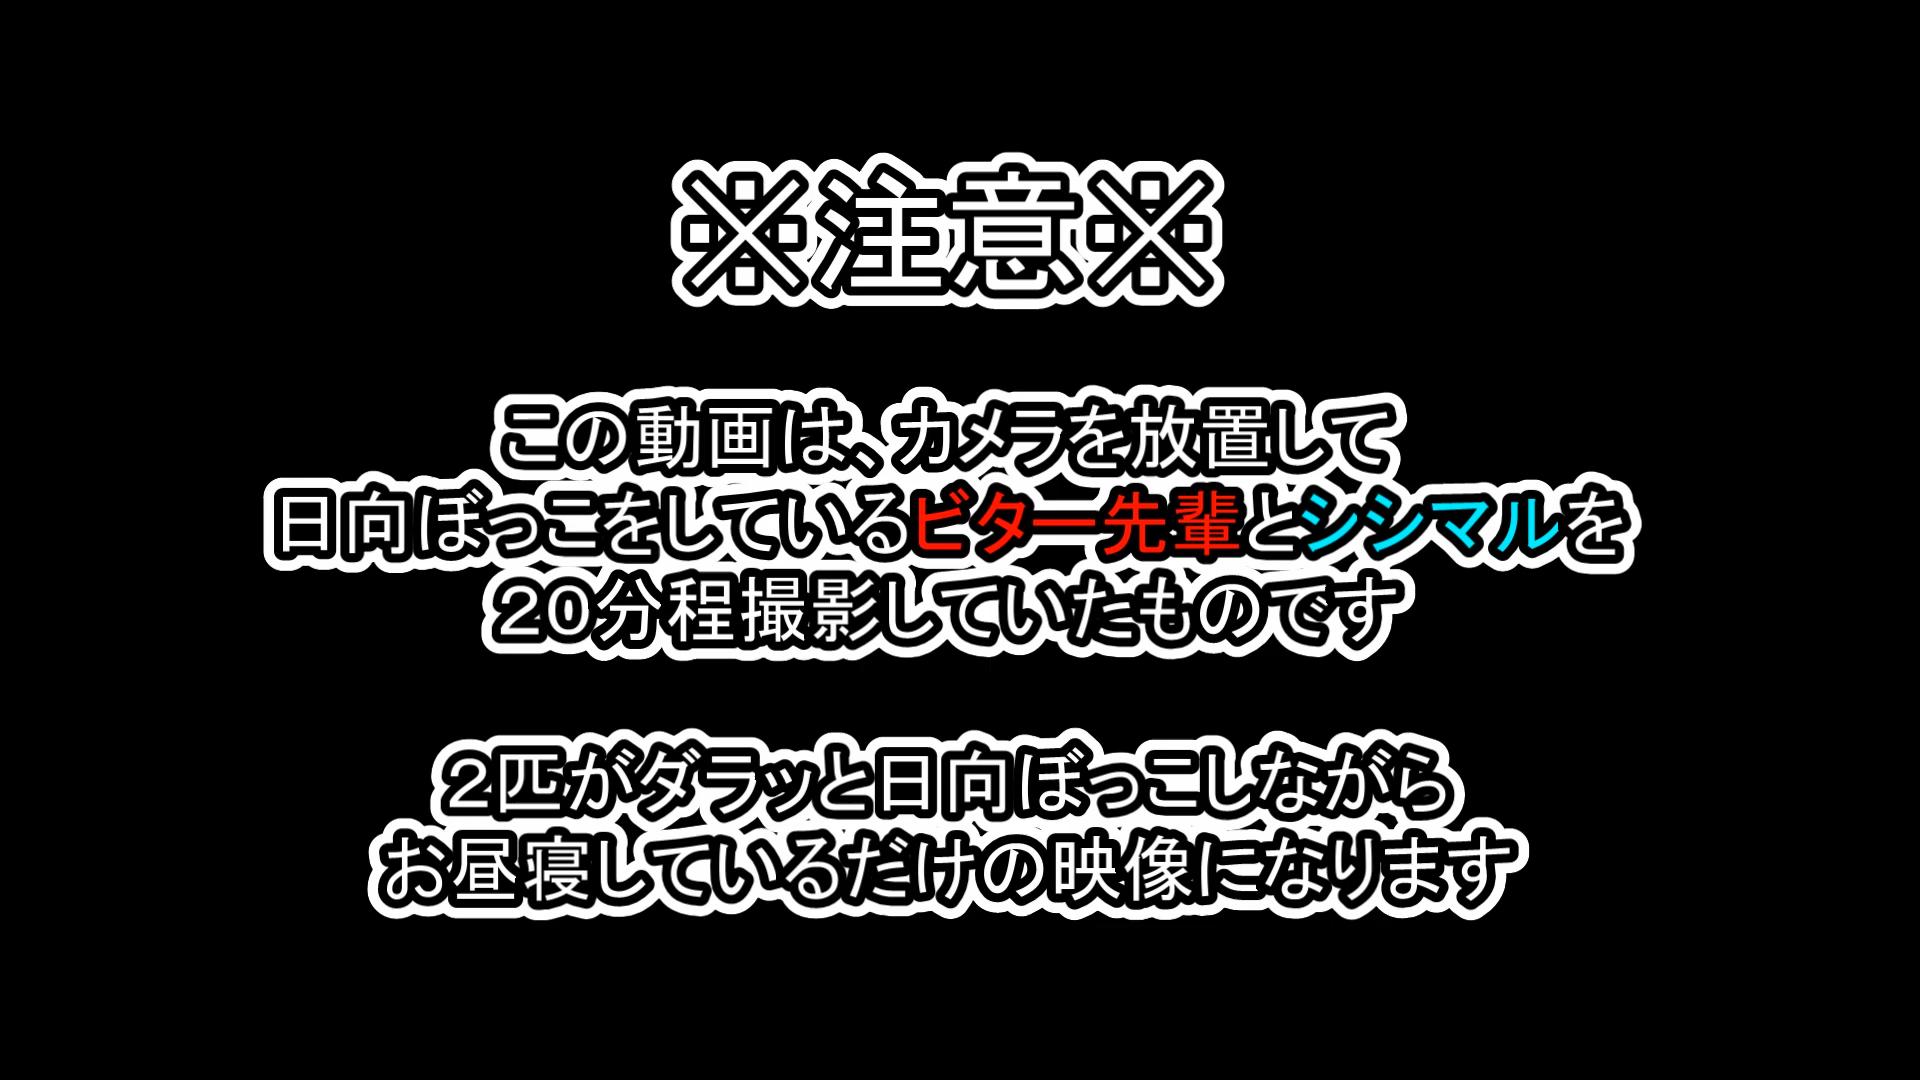 ※注意※
この動画は、カメラを放置して
日向ぼっこをしているビター先輩とシシマルを
20分程撮影していたものです
2匹がダラッと日向ぼっこしながら
お昼寝しているだけの映像になります